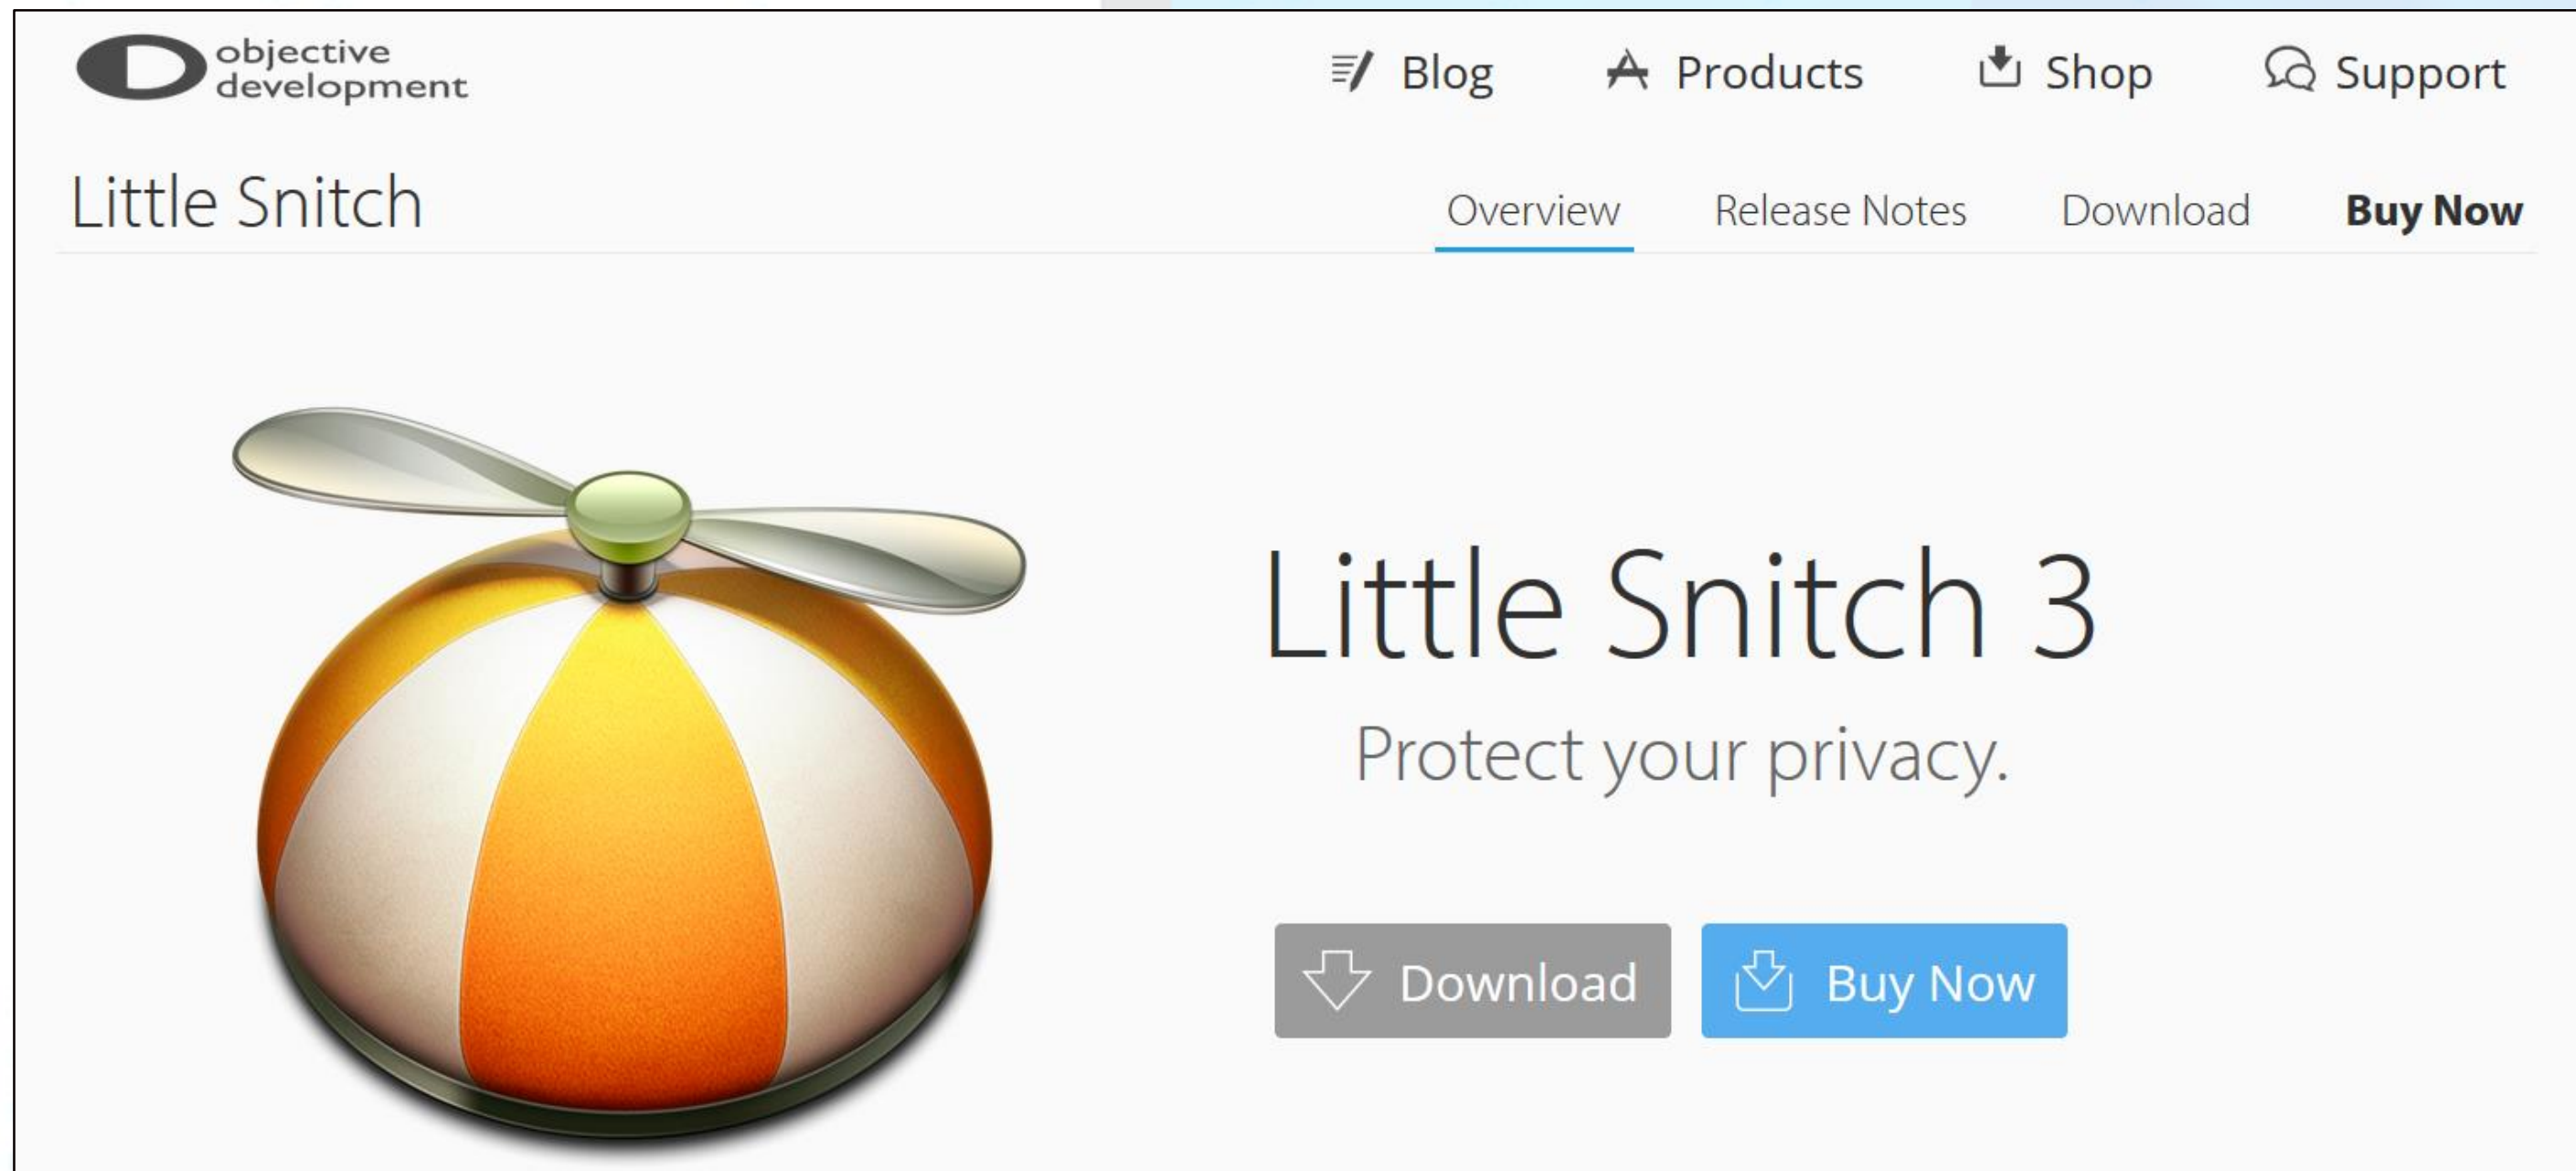 objective
development
Blog Products Shop Support
Little Snitch
Overview Release Notes Download Buy Now
Little Snitch 3
Protect your privacy.
Download Buy Now